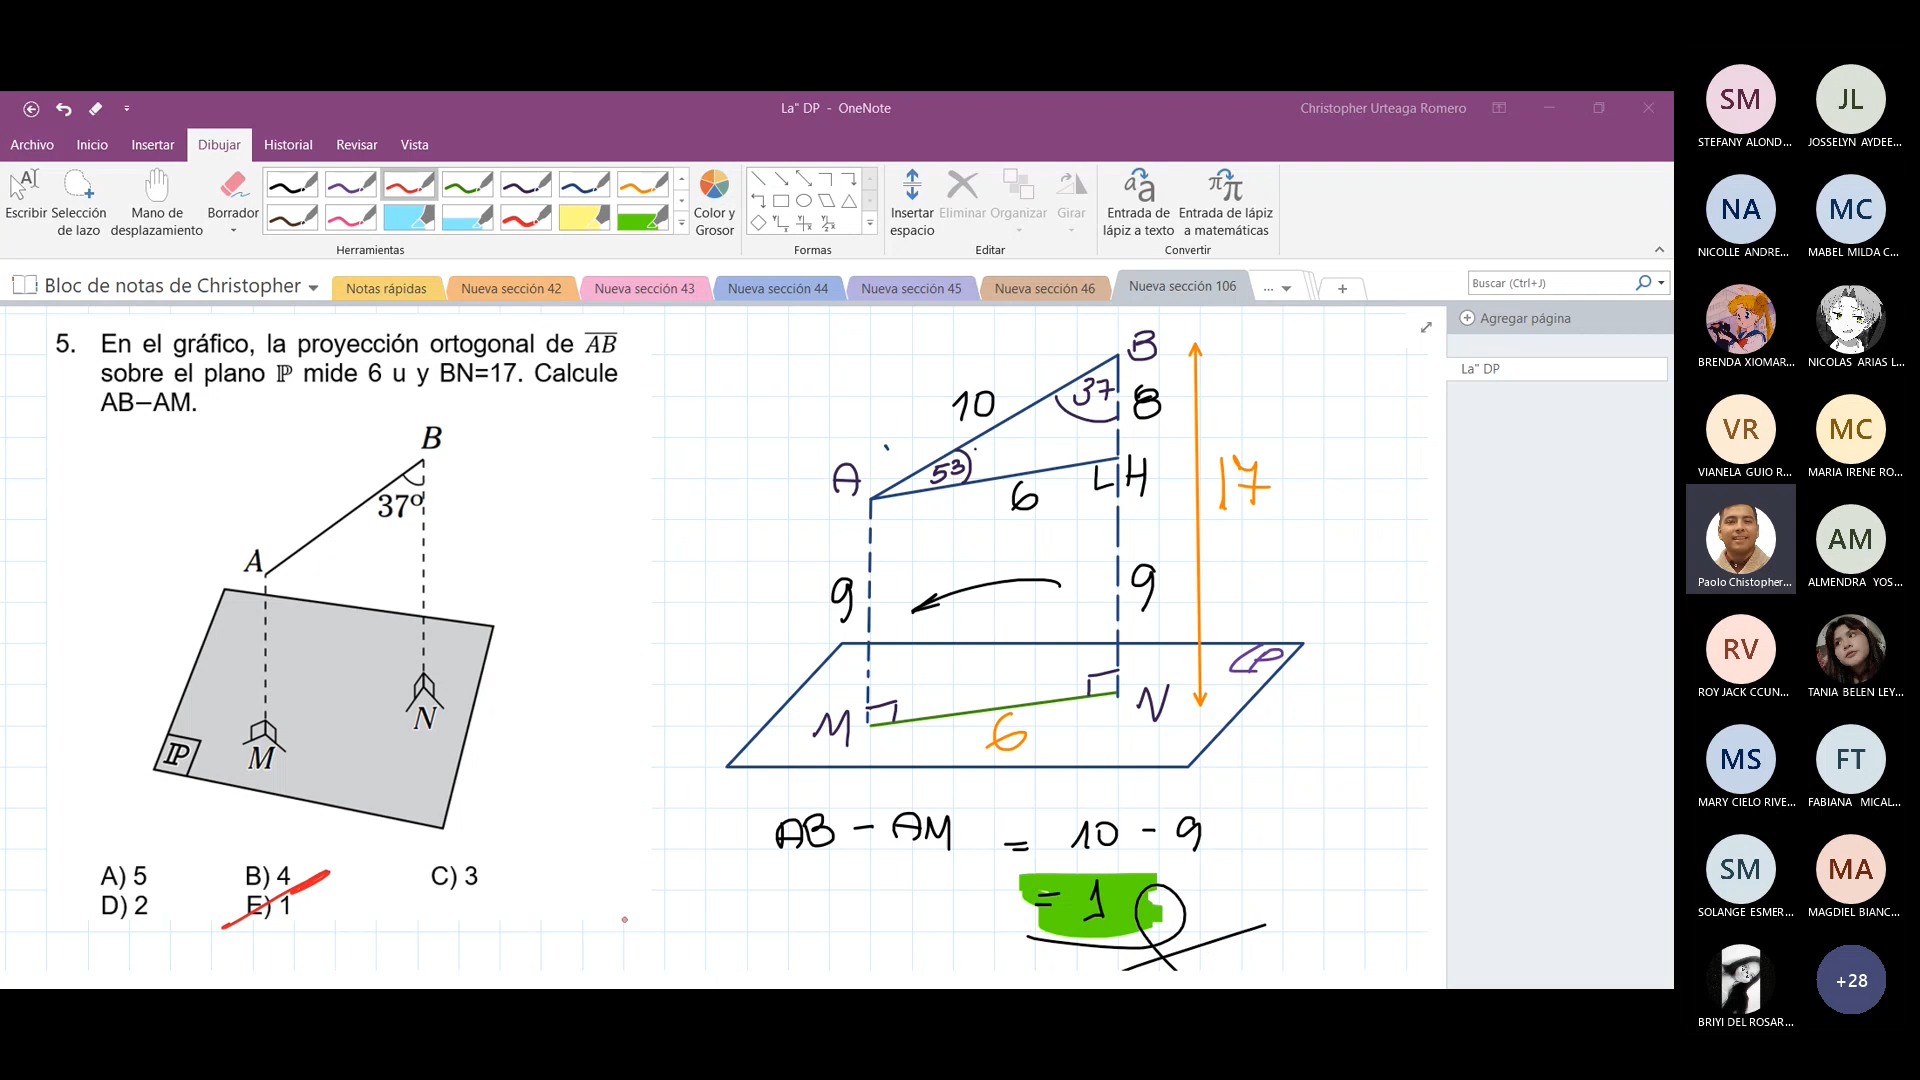 La" DP - OneNote
Christopher Urteaga Romero
Archivo Inicio Insertar Dibujar Historial Revisar Vista
Escribir
Selección de lazo
Mano de desplazamiento
Borrador
Herramientas
Color y Grosor
Formas
Insertar espacio
Eliminar
Organizar
Girar
Editar
Entrada de lápiz a texto
Entrada de lápiz a matemáticas
Convertir
Bloc de notas de Christopher
Notas rápidas
Nueva sección 42
Nueva sección 43
Nueva sección 44
Nueva sección 45
Nueva sección 46
Nueva sección 106
...
Buscar (Ctrl+J)
Agregar página
La" DP
5. En el gráfico, la proyección ortogonal de AB
sobre el plano ℙ mide 6 u y BN=17. Calcule
AB–AM.
B
37º
A
N
M
ℙ
A) 5 B) 4 C) 3
D) 2 E) 1
B
10
37
8
A
53
6
H
17
9
9
P
M
6
N
AB - AM = 10 - 9
= 1
SM
STEFANY ALOND...
JL
JOSSELYN AYDEE...
NA
NICOLLE ANDRE...
MC
MABEL MILDA C...
BRENDA XIOMAR...
NICOLAS ARIAS L...
VR
VIANELA GUIO R...
MC
MARIA IRENE RO...
Paolo Chistopher...
AM
ALMENDRA YOS...
RV
ROY JACK CCUN...
TANIA BELEN LEY...
MS
MARY CIELO RIVE...
FT
FABIANA MICAL...
SM
SOLANGE ESMER...
MA
MAGDIEL BIANC...
BRIYI DEL ROSAR...
+28